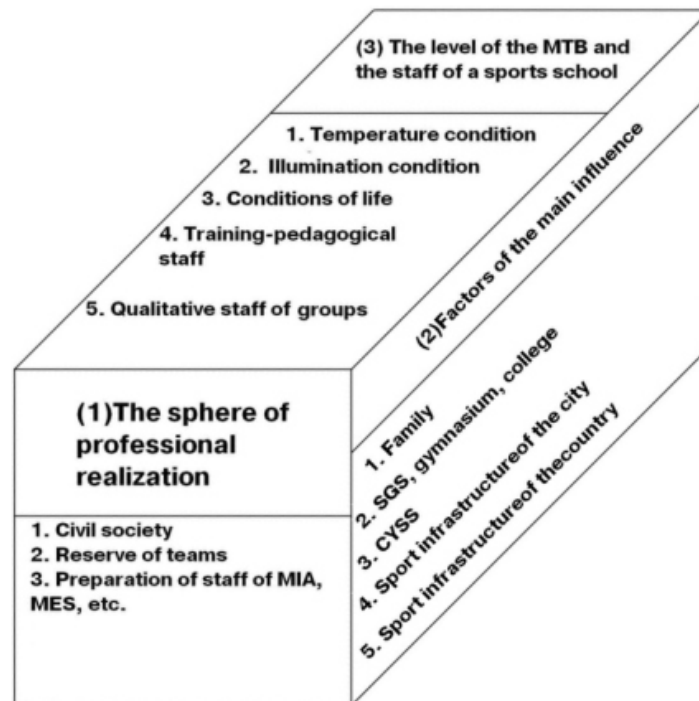 (3) The level of the MTB and
the staff of a sports school
1. Temperature condition
2. Illumination condition
3. Conditions of life
4. Training-pedagogical
staff
5. Qualitative staff of groups
(2)Factors of the main influence
1. Family
2. SGS, gymnasium, college
3. CYSS
4. Sport infrastructureof the city
5. Sport infrastructureof thecountry
(1)The sphere of
professional
realization
1. Civil society
2. Reserve of teams
3. Preparation of staff of MIA,
MES, etc.